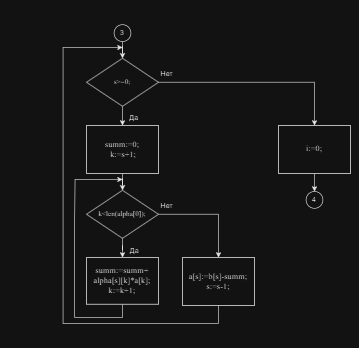 3
s>=0;
Нет
Да
summ:=0;
k:=s+1;
i:=0;
4
k<len(alpha[0]);
Нет
Да
summ:=summ+
alpha[s][k]*a[k];
k:=k+1;
a[s]:=b[s]-summ;
s:=s-1;